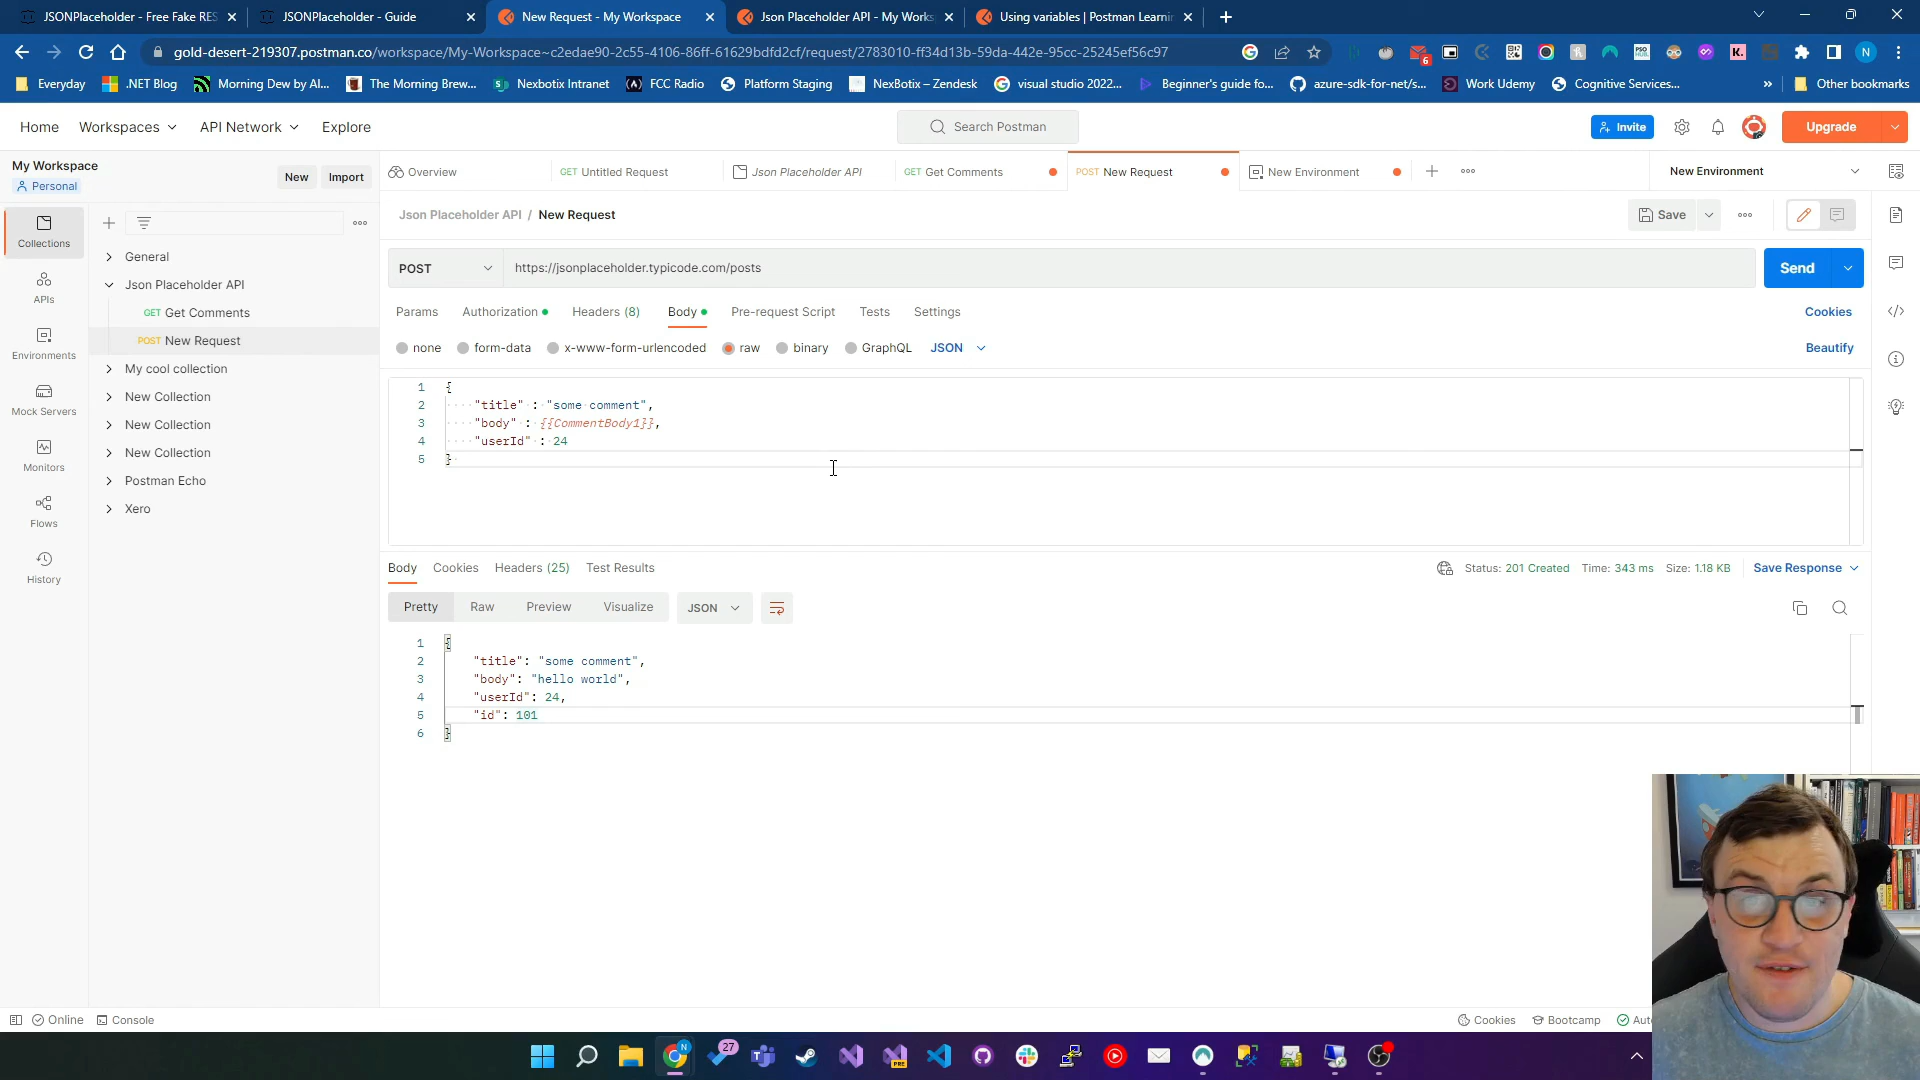 JSONPlaceholder - Free Fake RES
JSONPlaceholder - Guide
New Request - My Workspace
Json Placeholder API - My Works
Using variables | Postman Learni
gold-desert-219307.postman.co/workspace/My-Workspace~c2edae90-2c55-4106-86ff-61629bdfd2cf/request/2783010-ff34d13b-59da-442e-95cc-25245ef56c97
6
N
Everyday
.NET Blog
Morning Dew by Al...
The Morning Brew...
Nexbotix Intranet
FCC Radio
Platform Staging
NexBotix – Zendesk
visual studio 2022...
Beginner's guide fo...
azure-sdk-for-net/s...
Work Udemy
Cognitive Services...
»
Other bookmarks
Home
Workspaces
API Network
Explore
Search Postman
Invite
Upgrade
My Workspace
Personal
New
Import
Overview
GET Untitled Request
Json Placeholder API
GET Get Comments
POST New Request
New Environment
New Environment
Collections
APIs
Environments
Mock Servers
Monitors
Flows
History
General
Json Placeholder API
GET Get Comments
POST New Request
My cool collection
New Collection
New Collection
New Collection
Postman Echo
Xero
Json Placeholder API / New Request
Save
POST
https://jsonplaceholder.typicode.com/posts
Send
Params
Authorization
Headers (8)
Body
Pre-request Script
Tests
Settings
Cookies
none
form-data
x-www-form-urlencoded
raw
binary
GraphQL
JSON
Beautify
1 {
2 "title" : "some comment",
3 "body" : {{CommentBody1}},
4 "userId" : 24
5 }
Body
Cookies
Headers (25)
Test Results
Status: 201 Created
Time: 343 ms
Size: 1.18 KB
Save Response
Pretty
Raw
Preview
Visualize
JSON
1 {
2 "title": "some comment",
3 "body": "hello world",
4 "userId": 24,
5 "id": 101
6 }
Online
Console
Cookies
Bootcamp
27